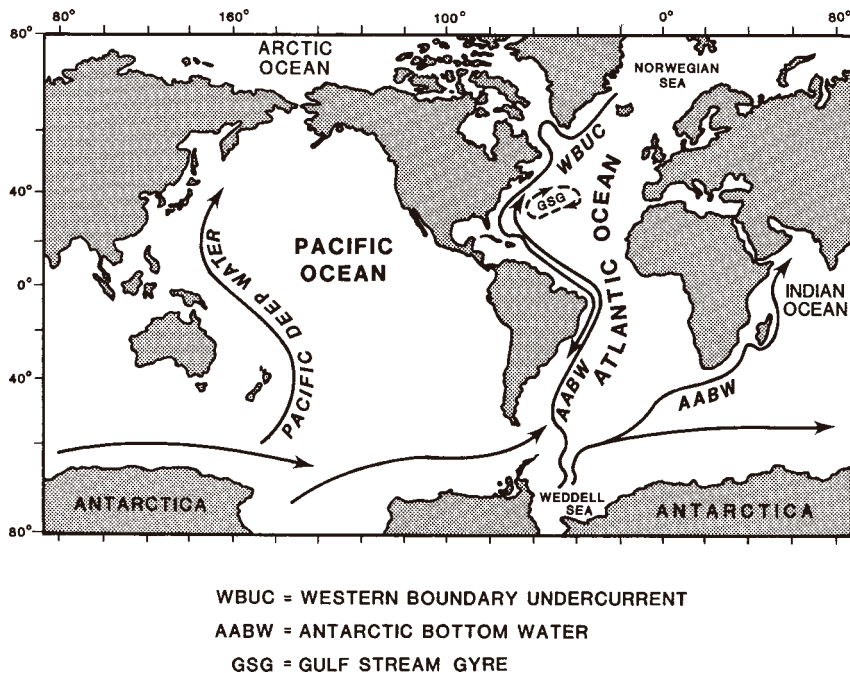 80° 160° 100° 0° 80°
80°
ARCTIC
OCEAN
NORWEGIAN
SEA
WBUC
40°
GSG
PACIFIC
OCEAN
ATLANTIC OCEAN
PACIFIC DEEP WATER
0°
INDIAN
OCEAN
40°
AABW
AABW
ANTARCTICA
WEDDELL
SEA
ANTARCTICA
80°
WBUC = WESTERN BOUNDARY UNDERCURRENT
AABW = ANTARCTIC BOTTOM WATER
GSG = GULF STREAM GYRE